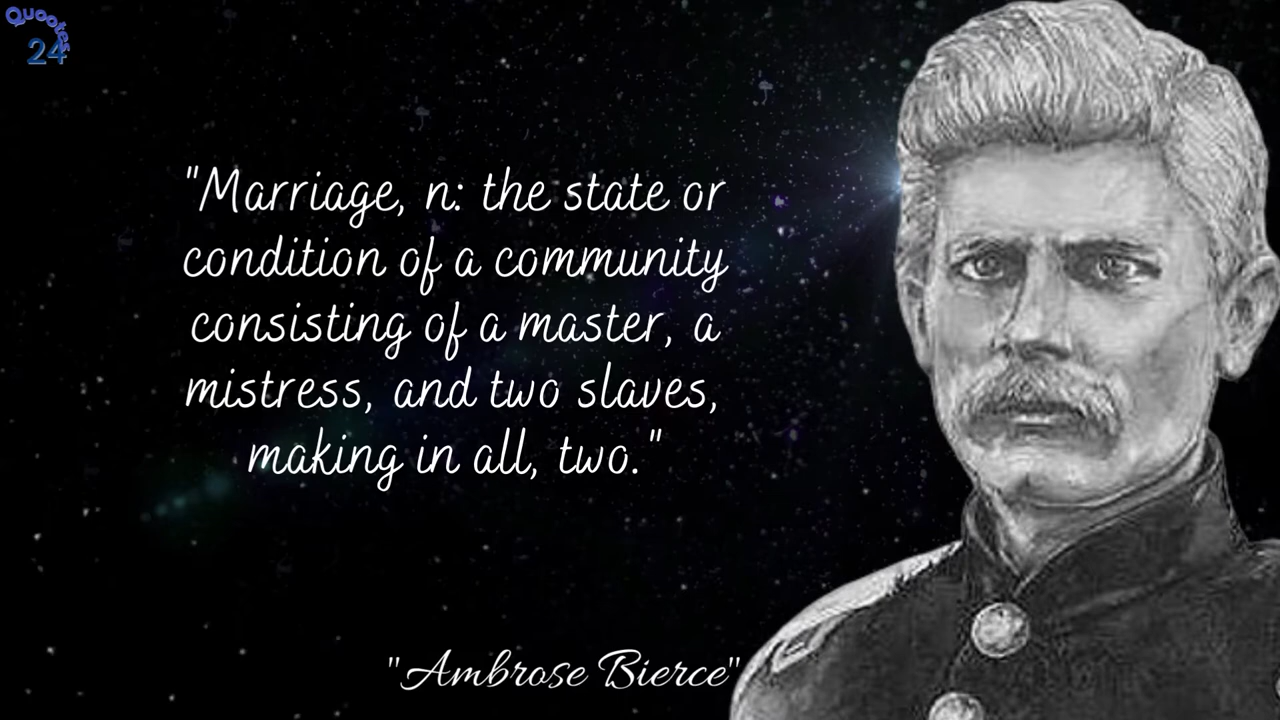 Quootes
24
"Marriage, n: the state or
condition of a community
consisting of a master, a
mistress, and two slaves,
making in all, two."
"Ambrose Bierce"